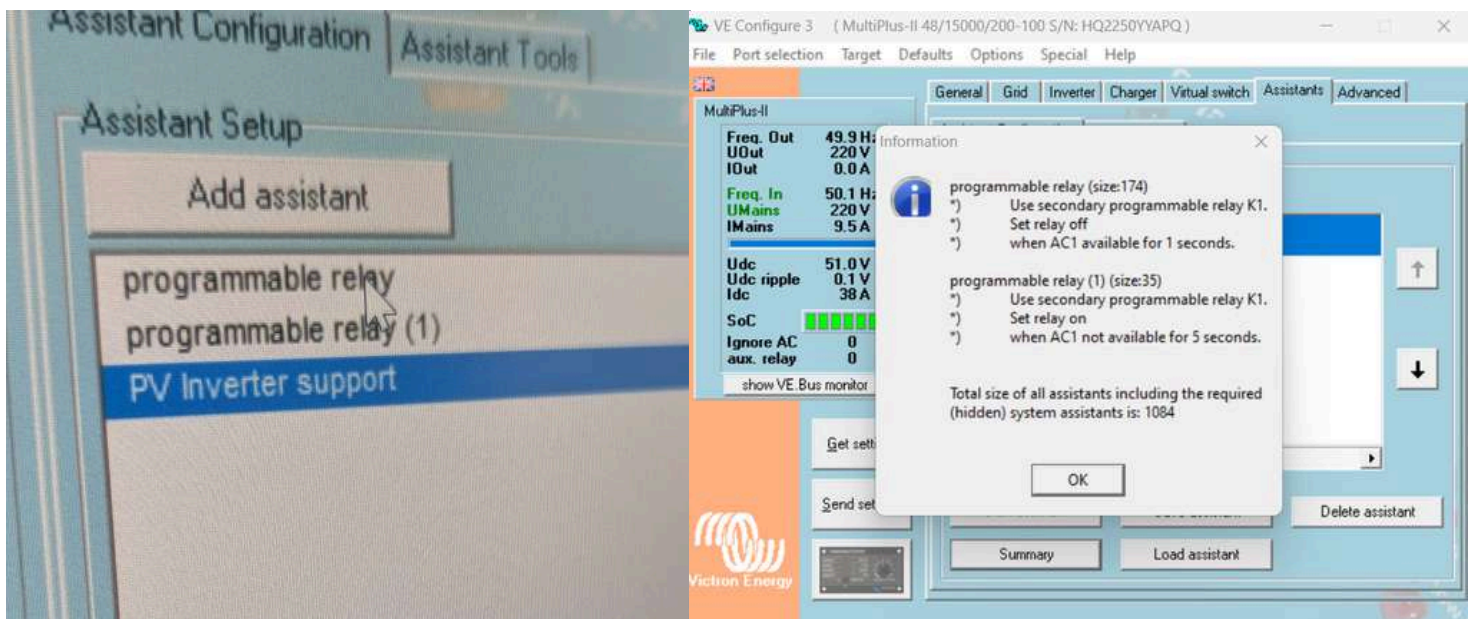 Assistant Configuration
Assistant Tools
Assistant Setup
Add assistant
programmable relay
programmable relay (1)
PV Inverter support
VE Configure 3 ( MultiPlus-II 48/15000/200-100 S/N: HQ2250YYAPQ )
File Port selection Target Defaults Options Special Help
General Grid Inverter Charger Virtual switch Assistants Advanced
MultiPlus-II
Freq. Out 49.9 Hz
UOut 220 V
IOut 0.0 A
Freq. In 50.1 Hz
UMains 220 V
IMains 9.5 A
Udc 51.0 V
Udc ripple 0.1 V
Idc 38 A
SoC
Ignore AC 0
aux. relay 0
show VE.Bus monitor
Get sett
Send set
Victron Energy
Information
programmable relay (size:174)
*) Use secondary programmable relay K1.
*) Set relay off
*) when AC1 available for 1 seconds.
programmable relay (1) (size:35)
*) Use secondary programmable relay K1.
*) Set relay on
*) when AC1 not available for 5 seconds.
Total size of all assistants including the required
(hidden) system assistants is: 1084
OK
Delete assistant
Summary
Load assistant